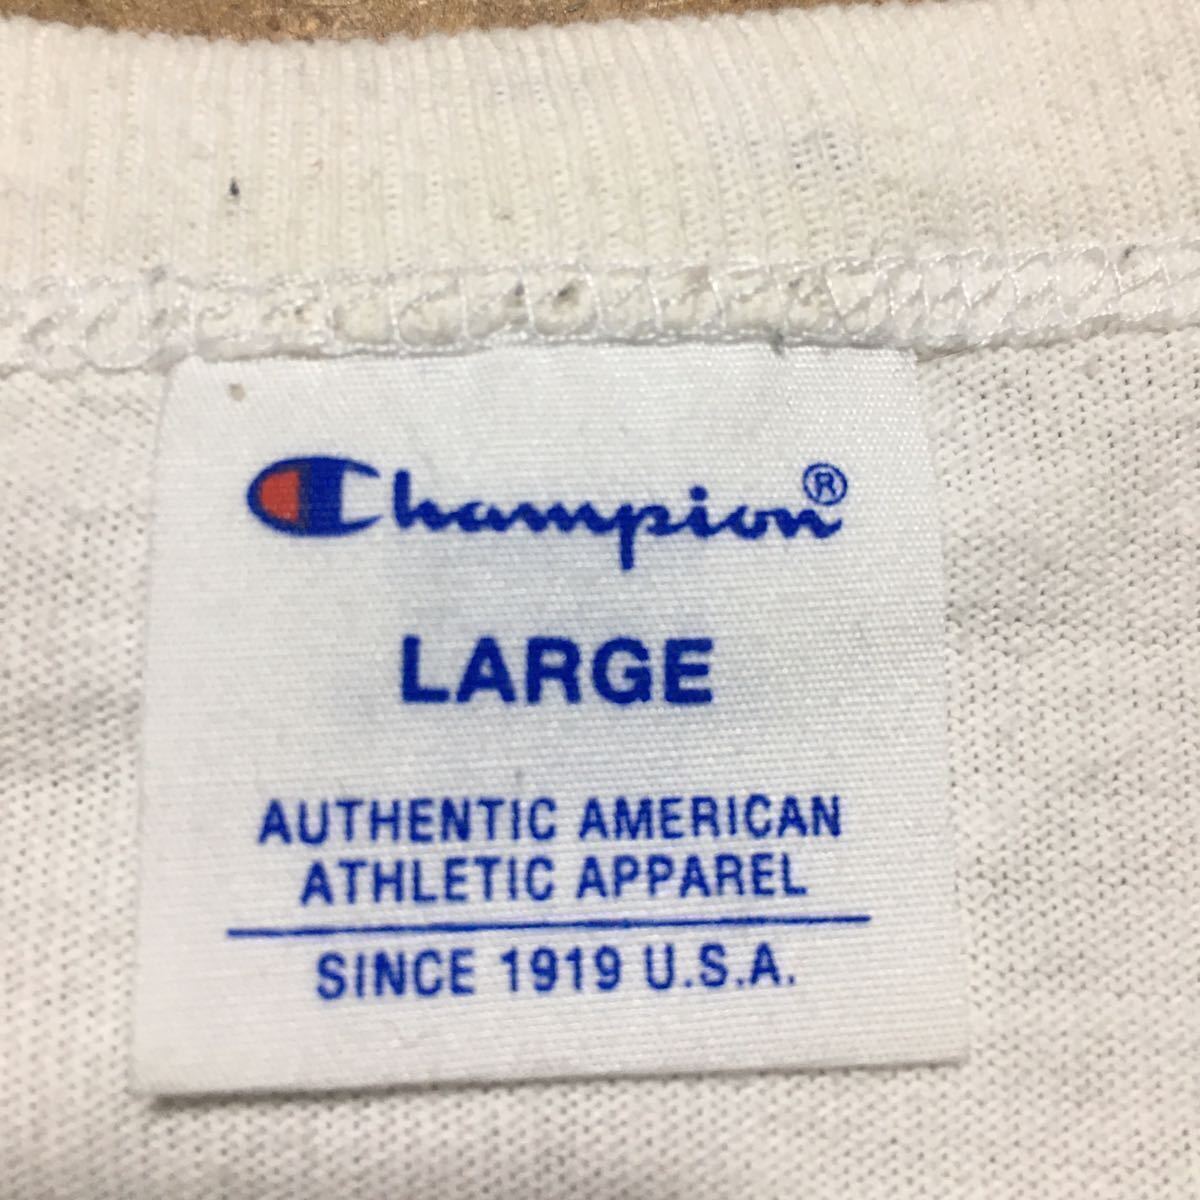 Champion®
LARGE
AUTHENTIC AMERICAN
ATHLETIC APPAREL
SINCE 1919 U.S.A.